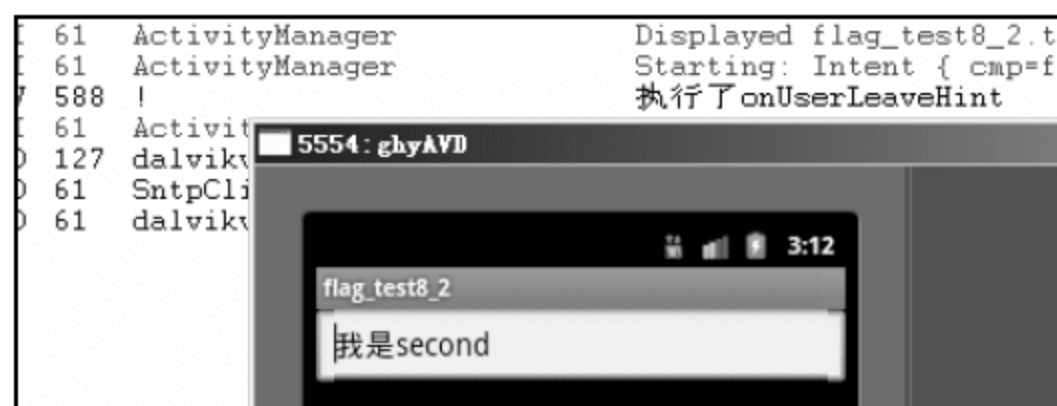 I 61 ActivityManager Displayed flag_test8_2.t
I 61 ActivityManager Starting: Intent { cmp=f
V 588 ! 执行了onUserLeaveHint
I 61 Activit
D 127 dalvikv
D 61 SntpCli
D 61 dalvikv
5554:ghyAVD
3:12
flag_test8_2
我是second